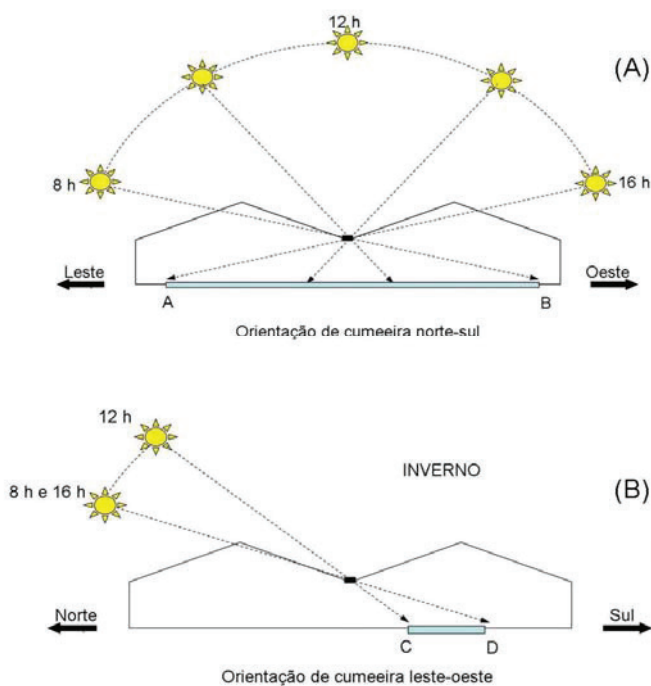 12 h
(A)
8 h
16 h
Leste
Oeste
A
B
Orientação de cumeeira norte-sul
12 h
INVERNO
8 h e 16 h
(B)
Norte
Sul
C
D
Orientação de cumeeira leste-oeste